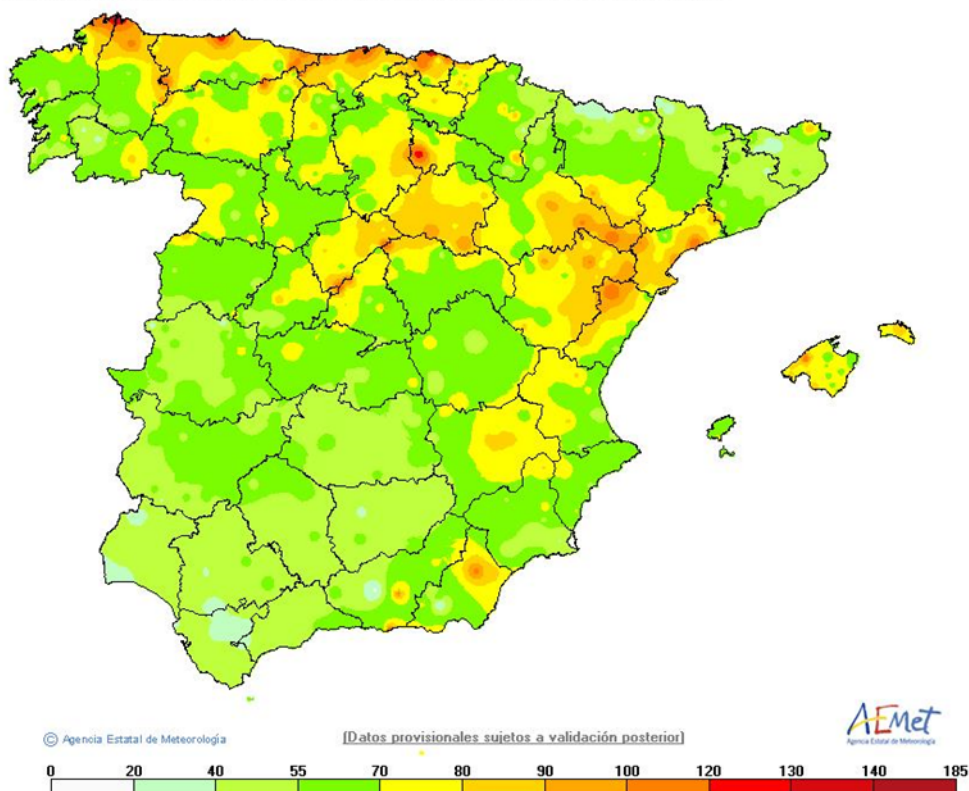 AEMet
Agencia Estatal de Meteorología
© Agencia Estatal de Meteorología
(Datos provisionales sujetos a validación posterior)
0 20 40 55 70 80 90 100 120 130 140 185